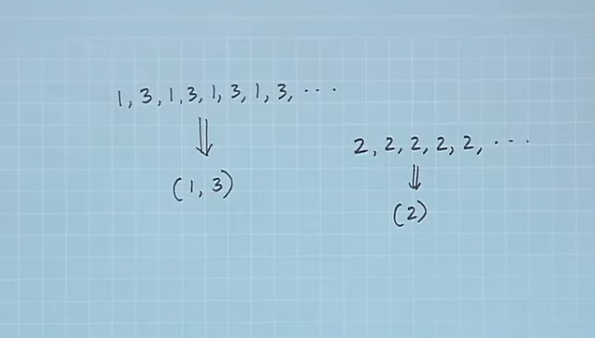 1, 3, 1, 3, 1, 3, 1, 3, ···
⇓
(1, 3)
2, 2, 2, 2, 2, ···
⇓
(2)